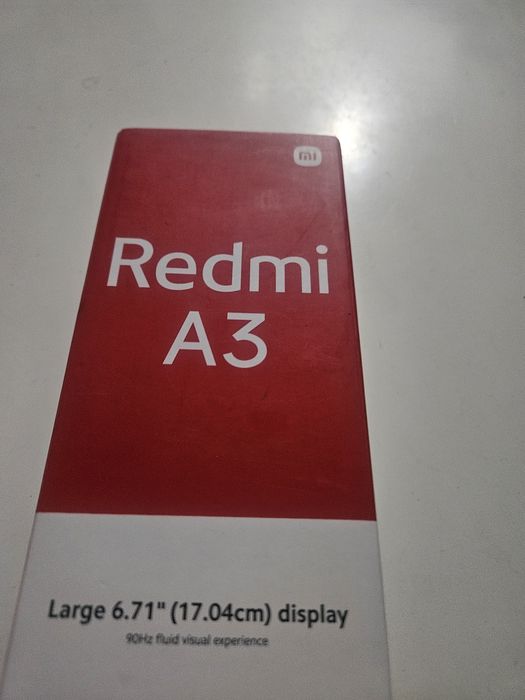 mi
Redmi
A3
Large 6.71" (17.04cm) display
90Hz fluid visual experience